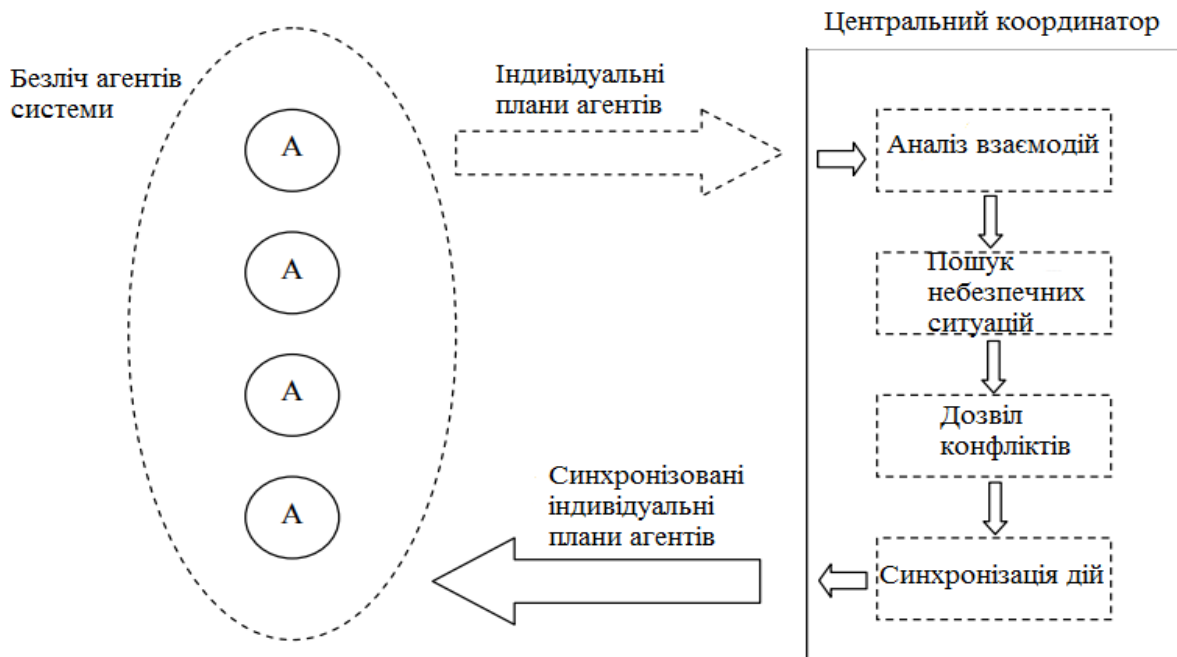 Центральний координатор
Безліч агентів
системи
Індивідуальні
плани агентів
А
А
А
А
Аналіз взаємодій
Пошук
небезпечних
ситуацій
Дозвіл
конфліктів
Синхронізація дій
Синхронізовані
індивідуальні
плани агентів